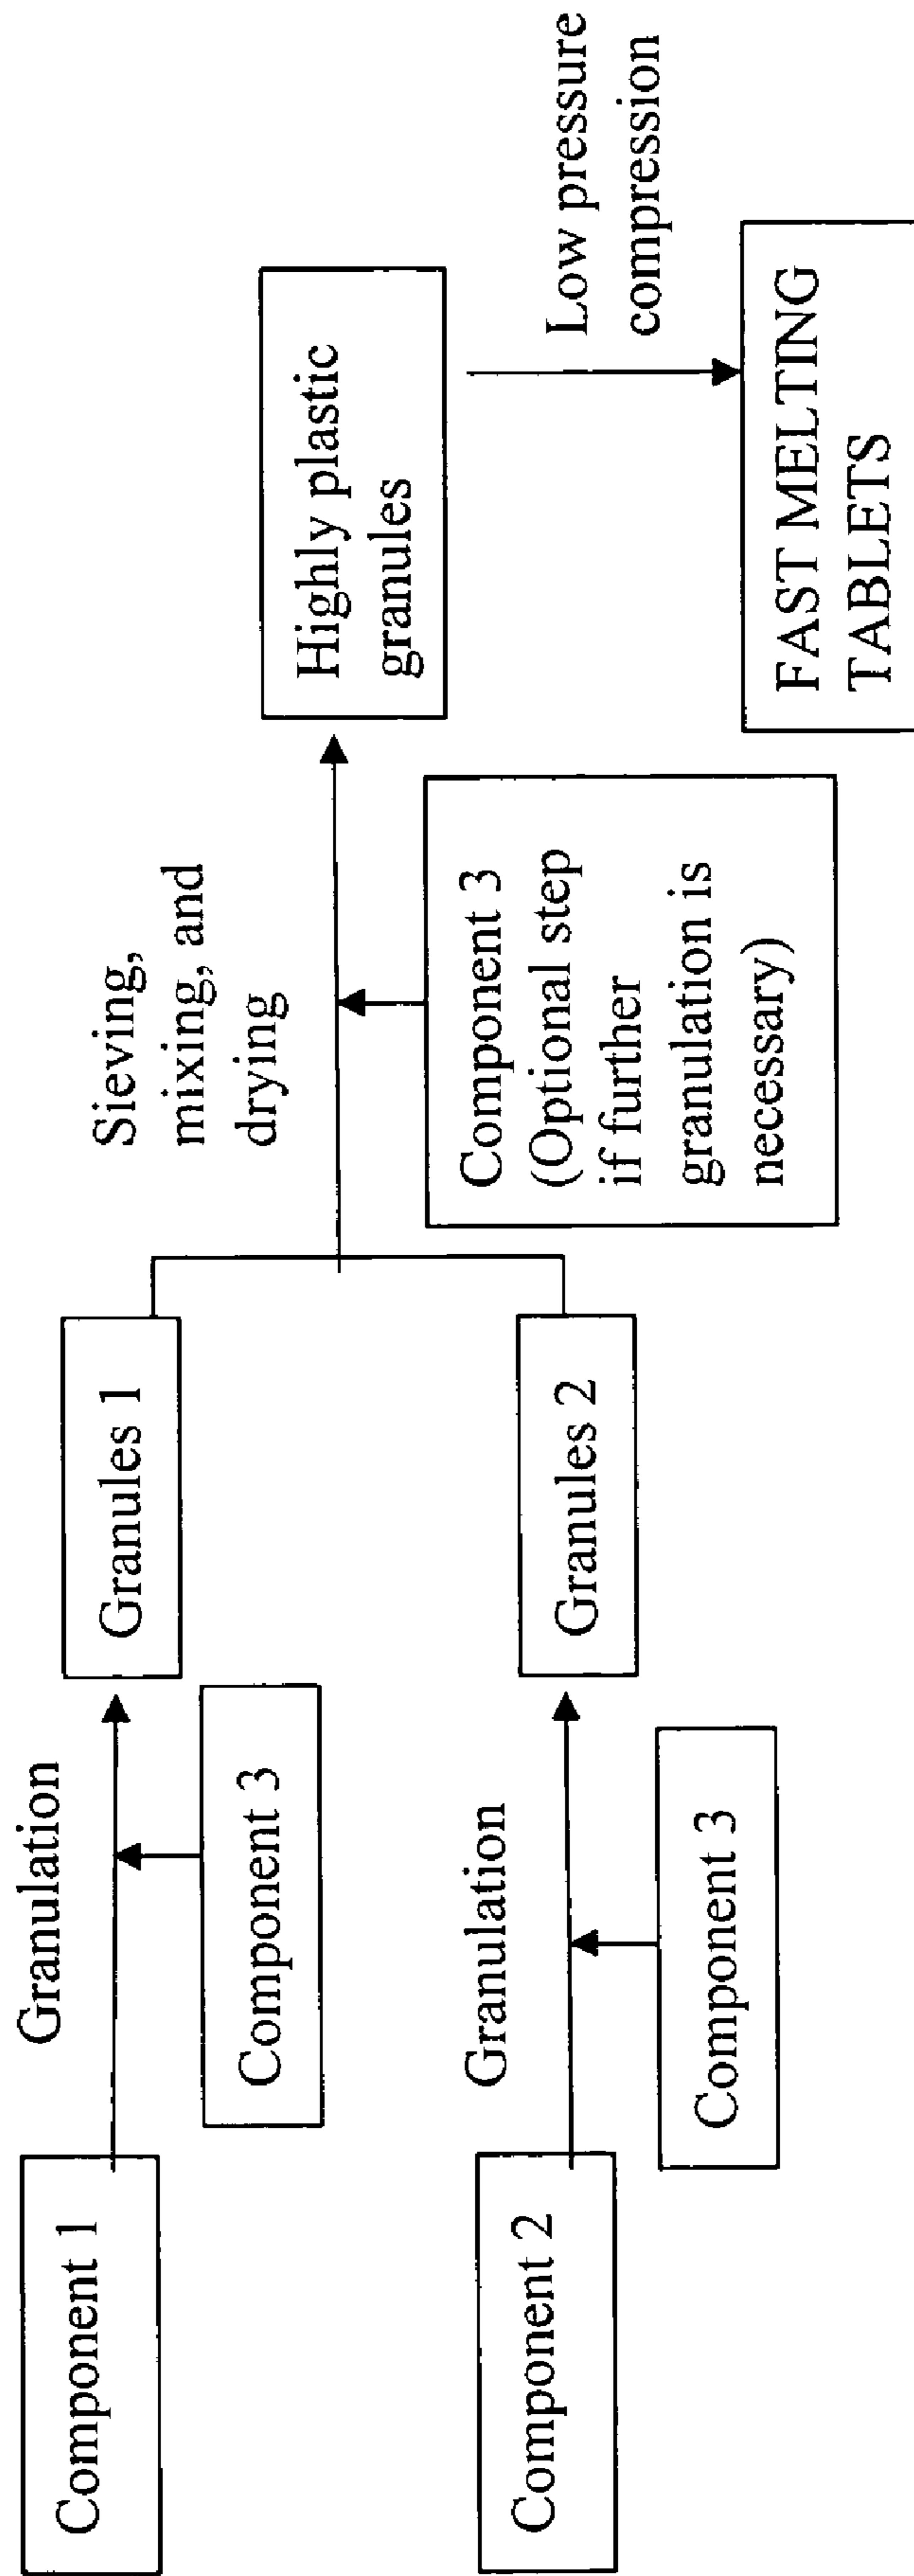 Component 1
Granulation
Component 3
Granules 1
Component 2
Granulation
Component 3
Granules 2
Sieving,
mixing, and
drying
Component 3
(Optional step
if further
granulation is
necessary)
Highly plastic
granules
Low pressure
compression
FAST MELTING
TABLETS